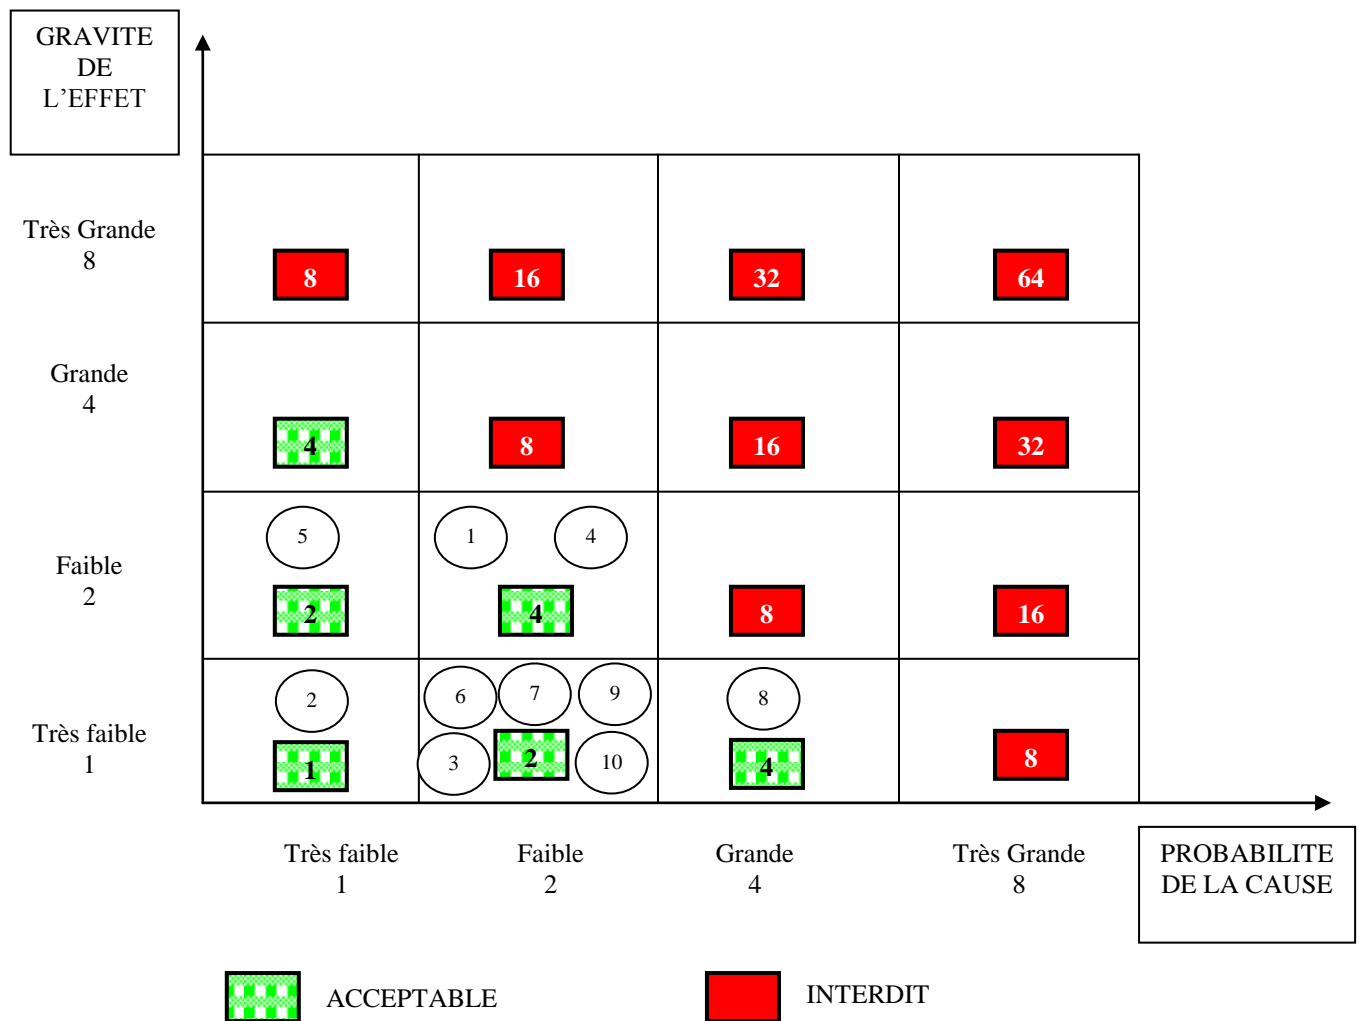 GRAVITE
DE
L'EFFET
Très Grande
8
8
16
32
64
Grande
4
4
8
16
32
5
1
4
Faible
2
2
4
8
16
2
6
7
9
8
Très faible
1
1
3
2
10
4
8
Très faible
1
Faible
2
Grande
4
Très Grande
8
PROBABILITE
DE LA CAUSE
ACCEPTABLE
INTERDIT